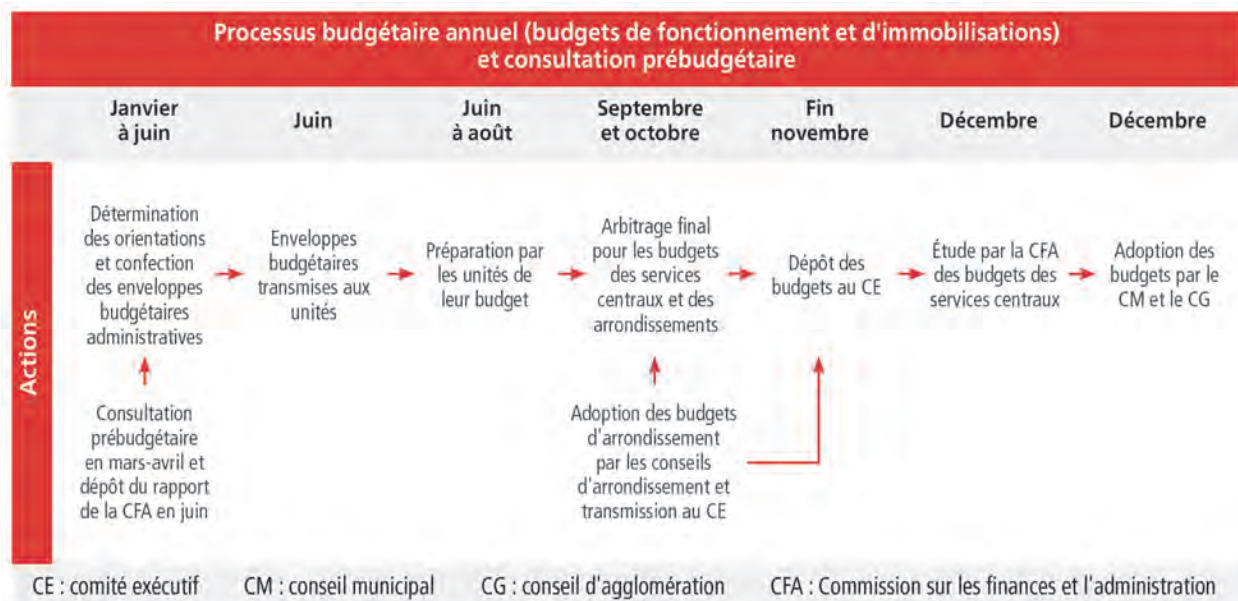 Processus budgétaire annuel (budgets de fonctionnement et d'immobilisations)
et consultation prébudgétaire
Janvier
à juin
Juin
Juin
à août
Septembre
et octobre
Fin
novembre
Décembre
Décembre
Actions
Détermination
des orientations
et confection
des enveloppes
budgétaires
administratives
Enveloppes
budgétaires
transmises aux
unités
Préparation par
les unités de
leur budget
Arbitrage final
pour les budgets
des services
centraux et des
arrondissements
Dépôt des
budgets au CE
Étude par la CFA
des budgets des
services centraux
Adoption des
budgets par le
CM et le CG
Consultation
prébudgétaire
en mars-avril et
dépôt du rapport
de la CFA en juin
Adoption des budgets
d'arrondissement
par les conseils
d'arrondissement et
transmission au CE
CE : comité exécutif CM : conseil municipal CG : conseil d'agglomération CFA : Commission sur les finances et l'administration